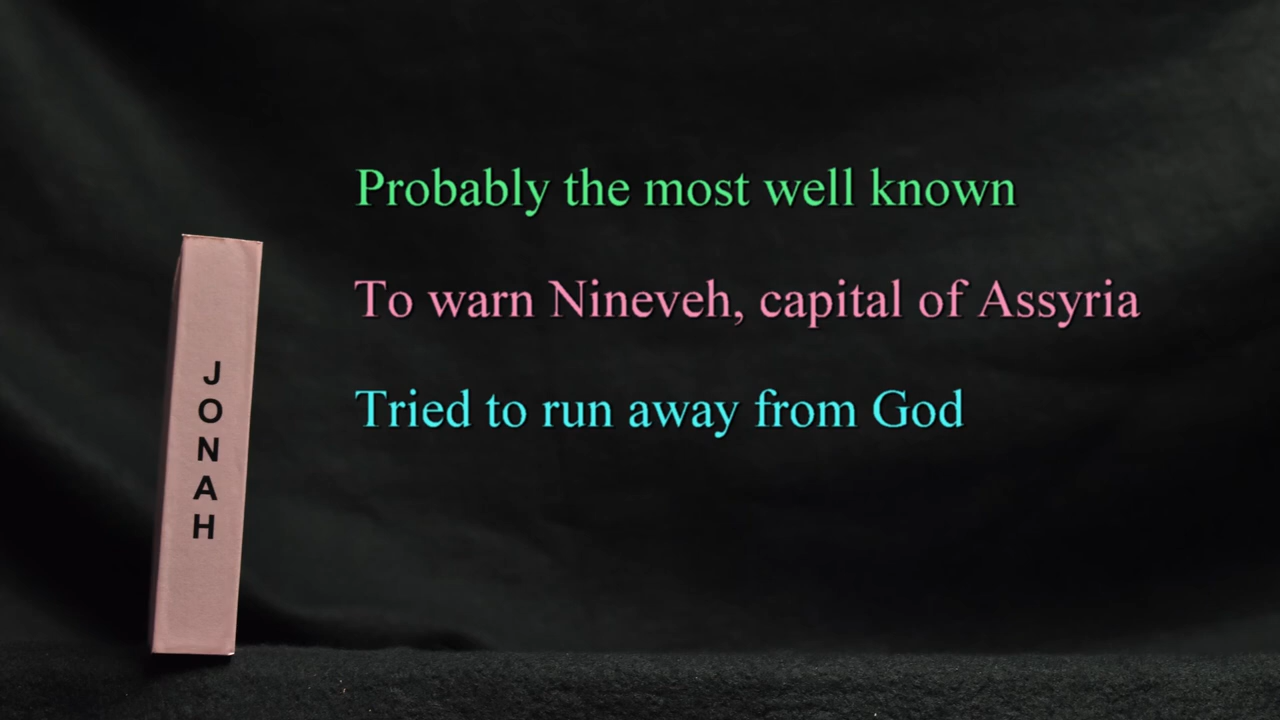 JONAH
Probably the most well known
To warn Nineveh, capital of Assyria
Tried to run away from God